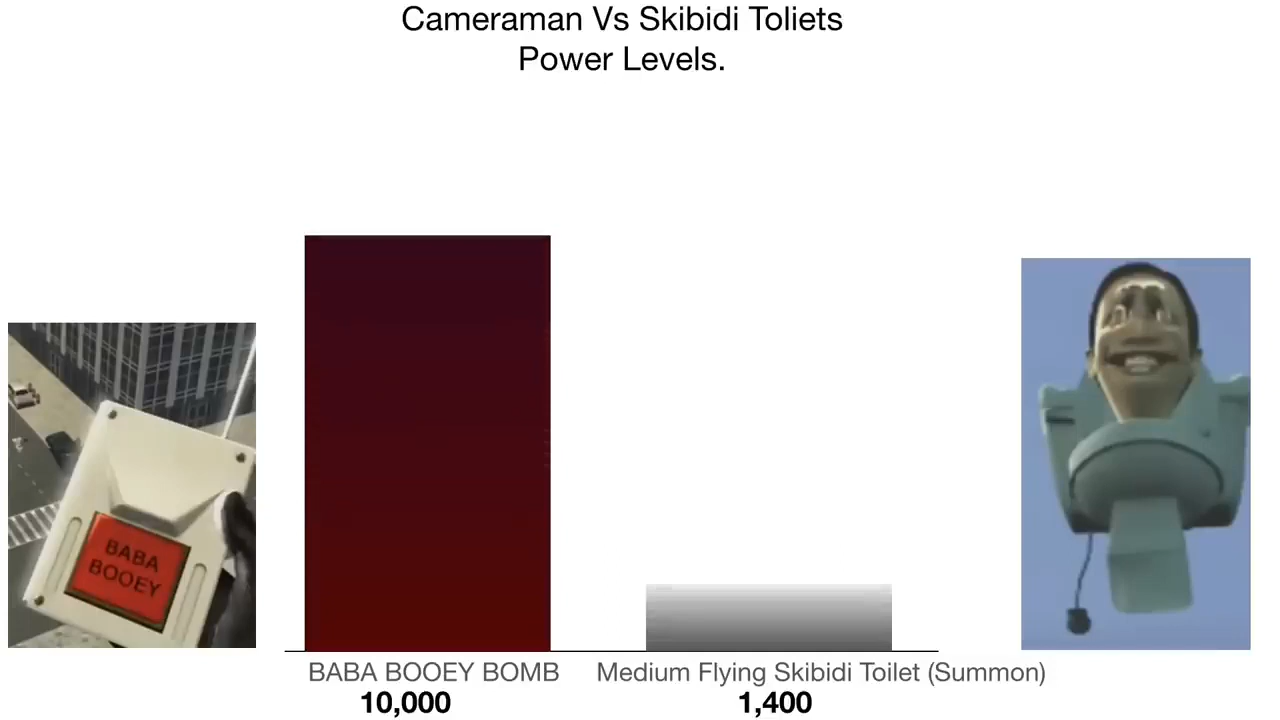 Cameraman Vs Skibidi Toliets
Power Levels.
BABA
BOOEY
BABA BOOEY BOMB
10,000
Medium Flying Skibidi Toilet (Summon)
1,400